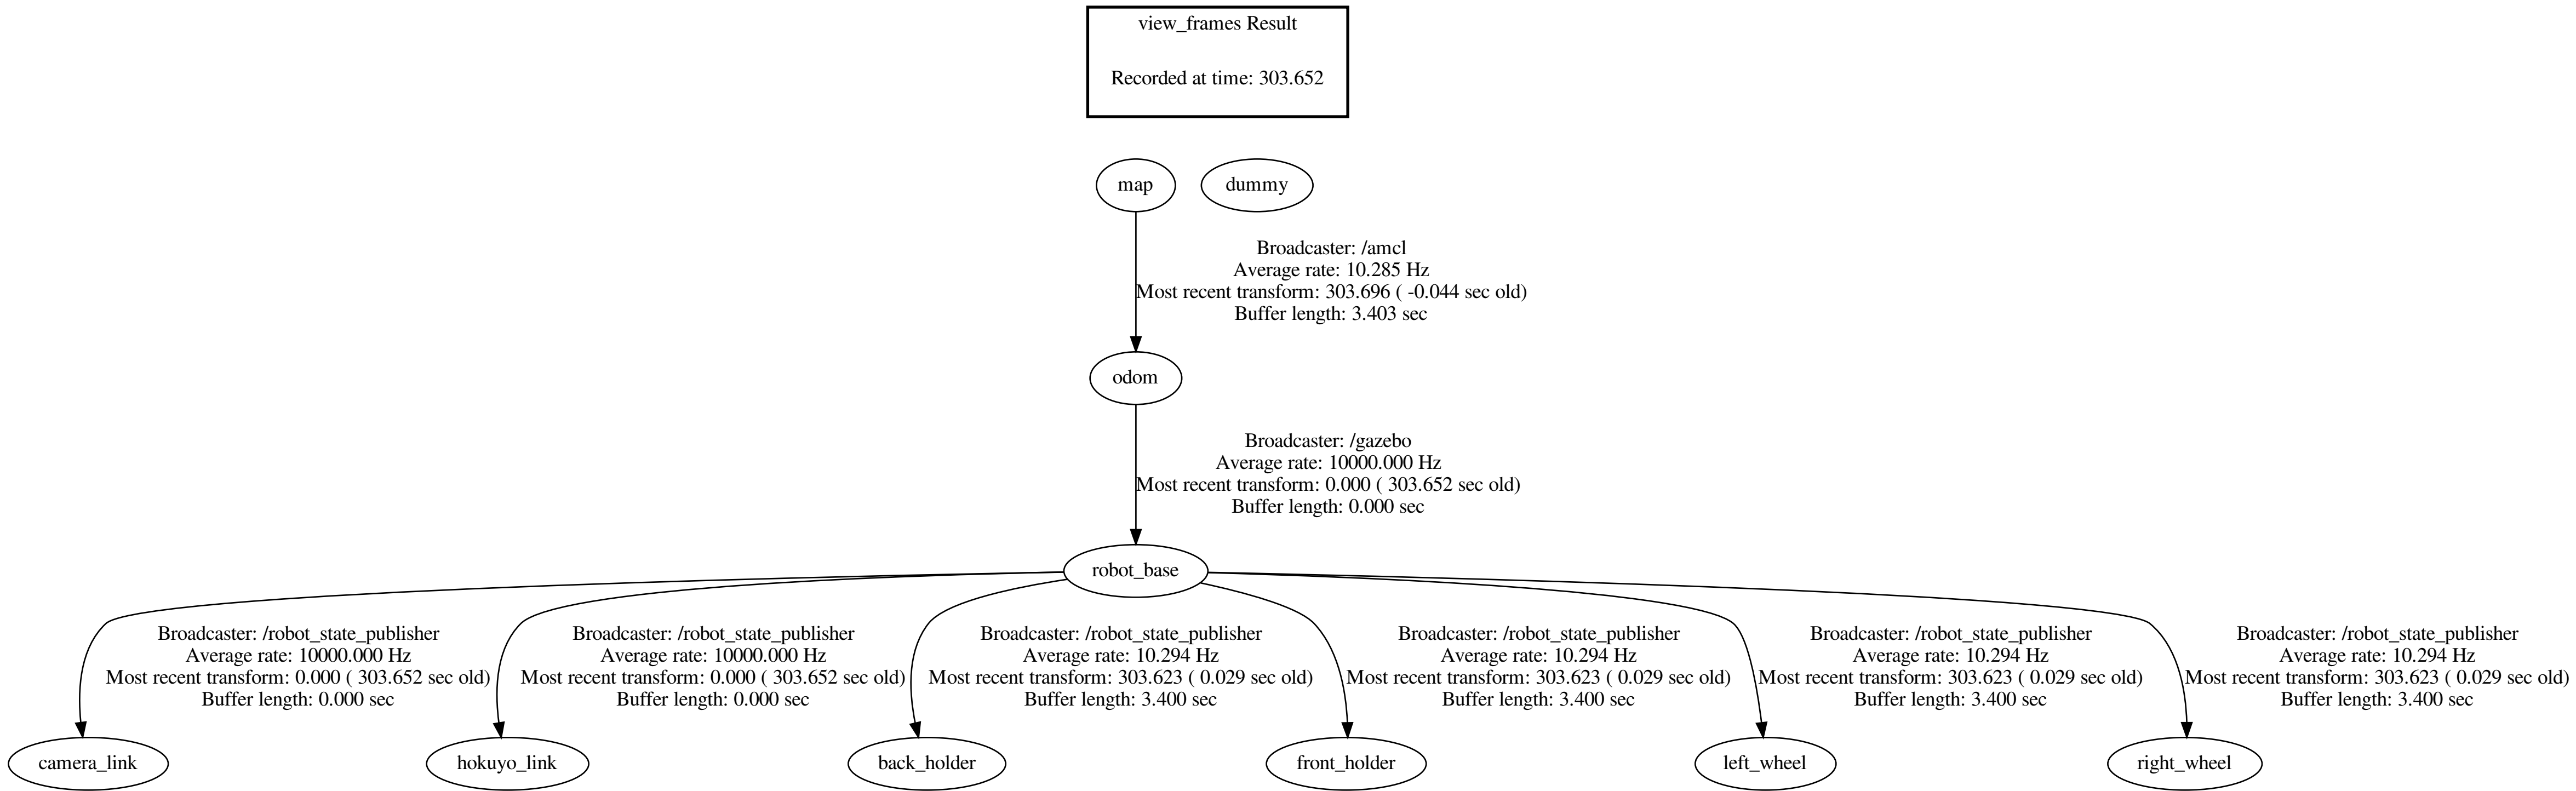 view_frames Result
Recorded at time: 303.652
map
dummy
Broadcaster: /amcl
Average rate: 10.285 Hz
Most recent transform: 303.696 ( -0.044 sec old)
Buffer length: 3.403 sec
odom
Broadcaster: /gazebo
Average rate: 10000.000 Hz
Most recent transform: 0.000 ( 303.652 sec old)
Buffer length: 0.000 sec
robot_base
Broadcaster: /robot_state_publisher
Average rate: 10000.000 Hz
Most recent transform: 0.000 ( 303.652 sec old)
Buffer length: 0.000 sec
Broadcaster: /robot_state_publisher
Average rate: 10000.000 Hz
Most recent transform: 0.000 ( 303.652 sec old)
Buffer length: 0.000 sec
Broadcaster: /robot_state_publisher
Average rate: 10.294 Hz
Most recent transform: 303.623 ( 0.029 sec old)
Buffer length: 3.400 sec
Broadcaster: /robot_state_publisher
Average rate: 10.294 Hz
Most recent transform: 303.623 ( 0.029 sec old)
Buffer length: 3.400 sec
Broadcaster: /robot_state_publisher
Average rate: 10.294 Hz
Most recent transform: 303.623 ( 0.029 sec old)
Buffer length: 3.400 sec
Broadcaster: /robot_state_publisher
Average rate: 10.294 Hz
Most recent transform: 303.623 ( 0.029 sec old)
Buffer length: 3.400 sec
camera_link
hokuyo_link
back_holder
front_holder
left_wheel
right_wheel